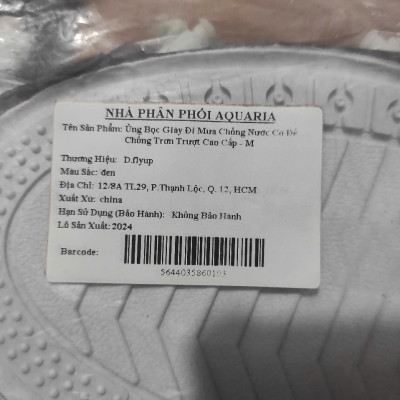 NHÀ PHÂN PHỐI AQUARIA
Tên Sản Phẩm: Ủng Bọc Giày Đi Mưa Chống Nước Có Đế
Chống Trơn Trượt Cao Cấp - M
Thương Hiệu: D.flyup
Màu Sắc: đen
Địa Chỉ: 12/8A TL29, P.Thạnh Lộc, Q. 12, HCM
Xuất Xứ: china
Hạn Sử Dụng (Bảo Hành): Không Bảo Hành
Lô Sản Xuất: 2024
Barcode:
5644035860193